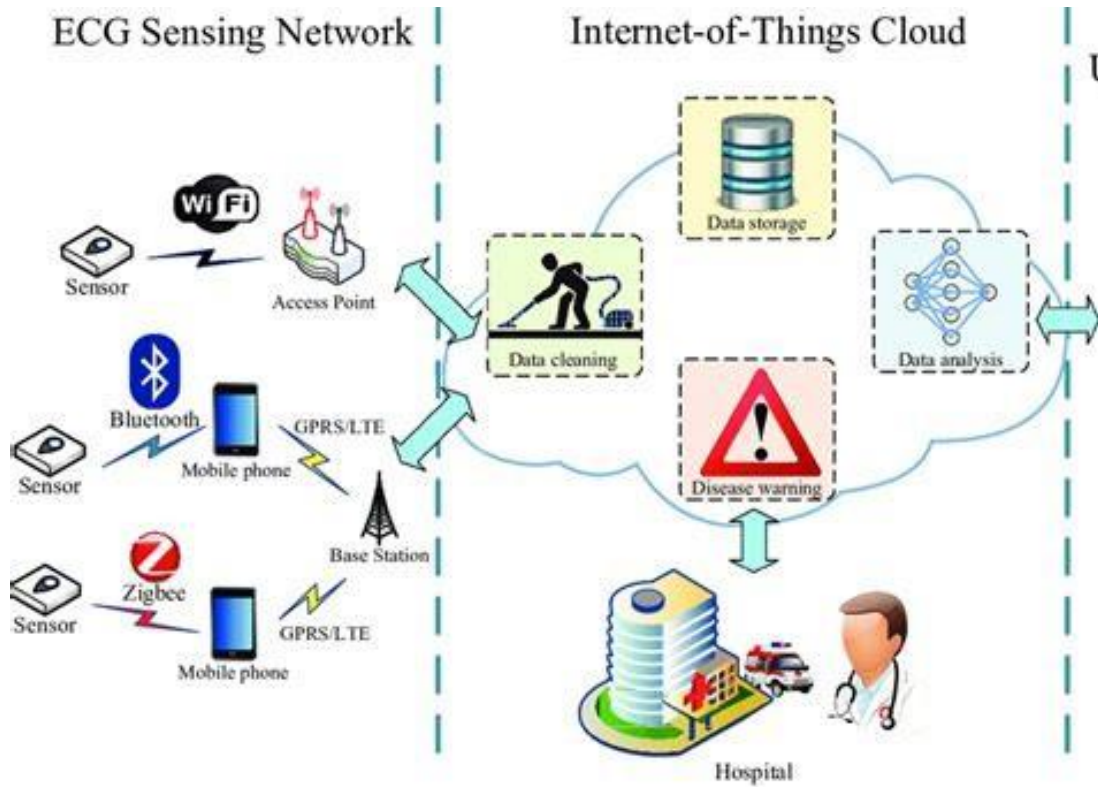 ECG Sensing Network
Internet-of-Things Cloud
U
WiFi
Sensor
Access Point
Bluetooth
Sensor
Mobile phone
GPRS/LTE
Base Station
Zigbee
Sensor
Mobile phone
GPRS/LTE
Data storage
Data cleaning
Data analysis
Disease warning
Hospital